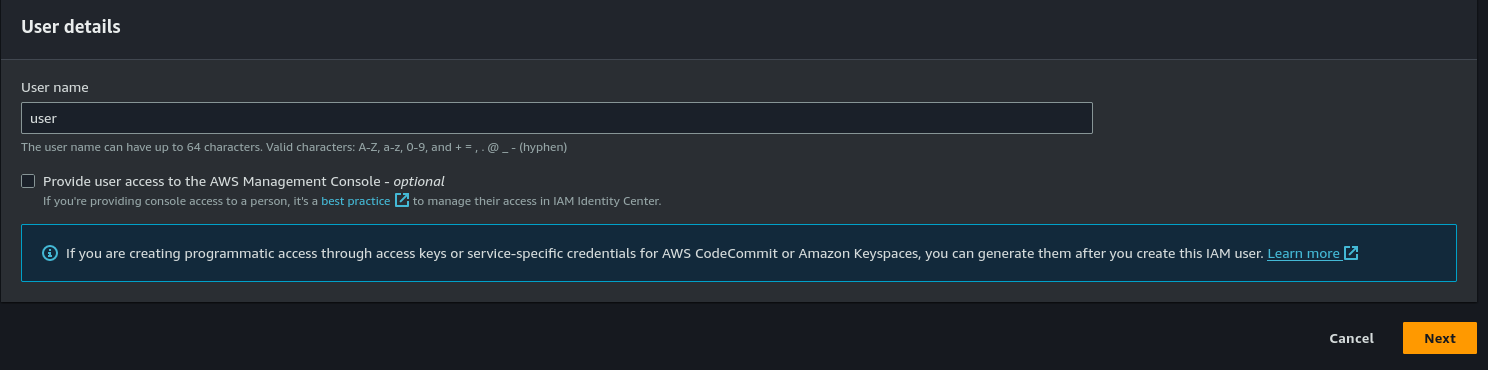 User details
User name
user
The user name can have up to 64 characters. Valid characters: A-Z, a-z, 0-9, and + = , . @ _ - (hyphen)
Provide user access to the AWS Management Console - optional
If you're providing console access to a person, it's a best practice to manage their access in IAM Identity Center.
If you are creating programmatic access through access keys or service-specific credentials for AWS CodeCommit or Amazon Keyspaces, you can generate them after you create this IAM user. Learn more
Cancel Next